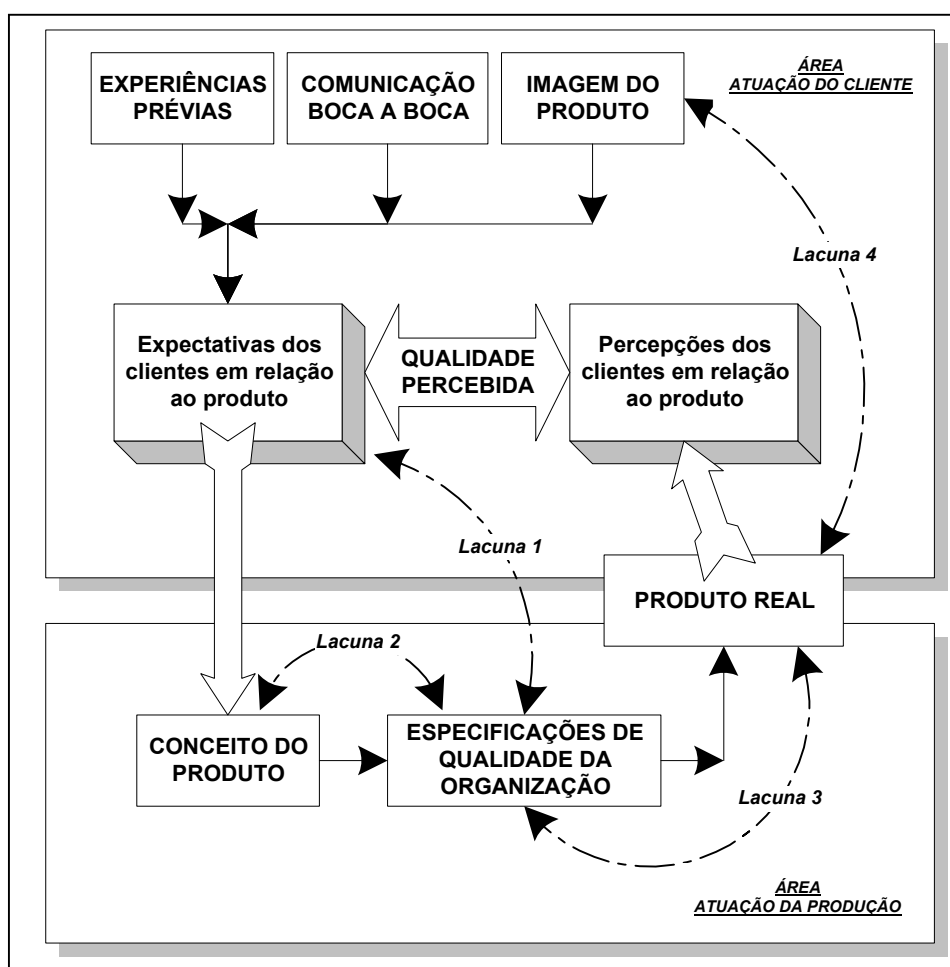 EXPERIÊNCIAS
PRÉVIAS
COMUNICAÇÃO
BOCA A BOCA
IMAGEM DO
PRODUTO
ÁREA
ATUAÇÃO DO CLIENTE
Lacuna 4
Expectativas dos
clientes em relação
ao produto
QUALIDADE
PERCEBIDA
Percepções dos
clientes em relação
ao produto
Lacuna 1
PRODUTO REAL
Lacuna 2
CONCEITO DO
PRODUTO
ESPECIFICAÇÕES DE
QUALIDADE DA
ORGANIZAÇÃO
Lacuna 3
ÁREA
ATUAÇÃO DA PRODUÇÃO